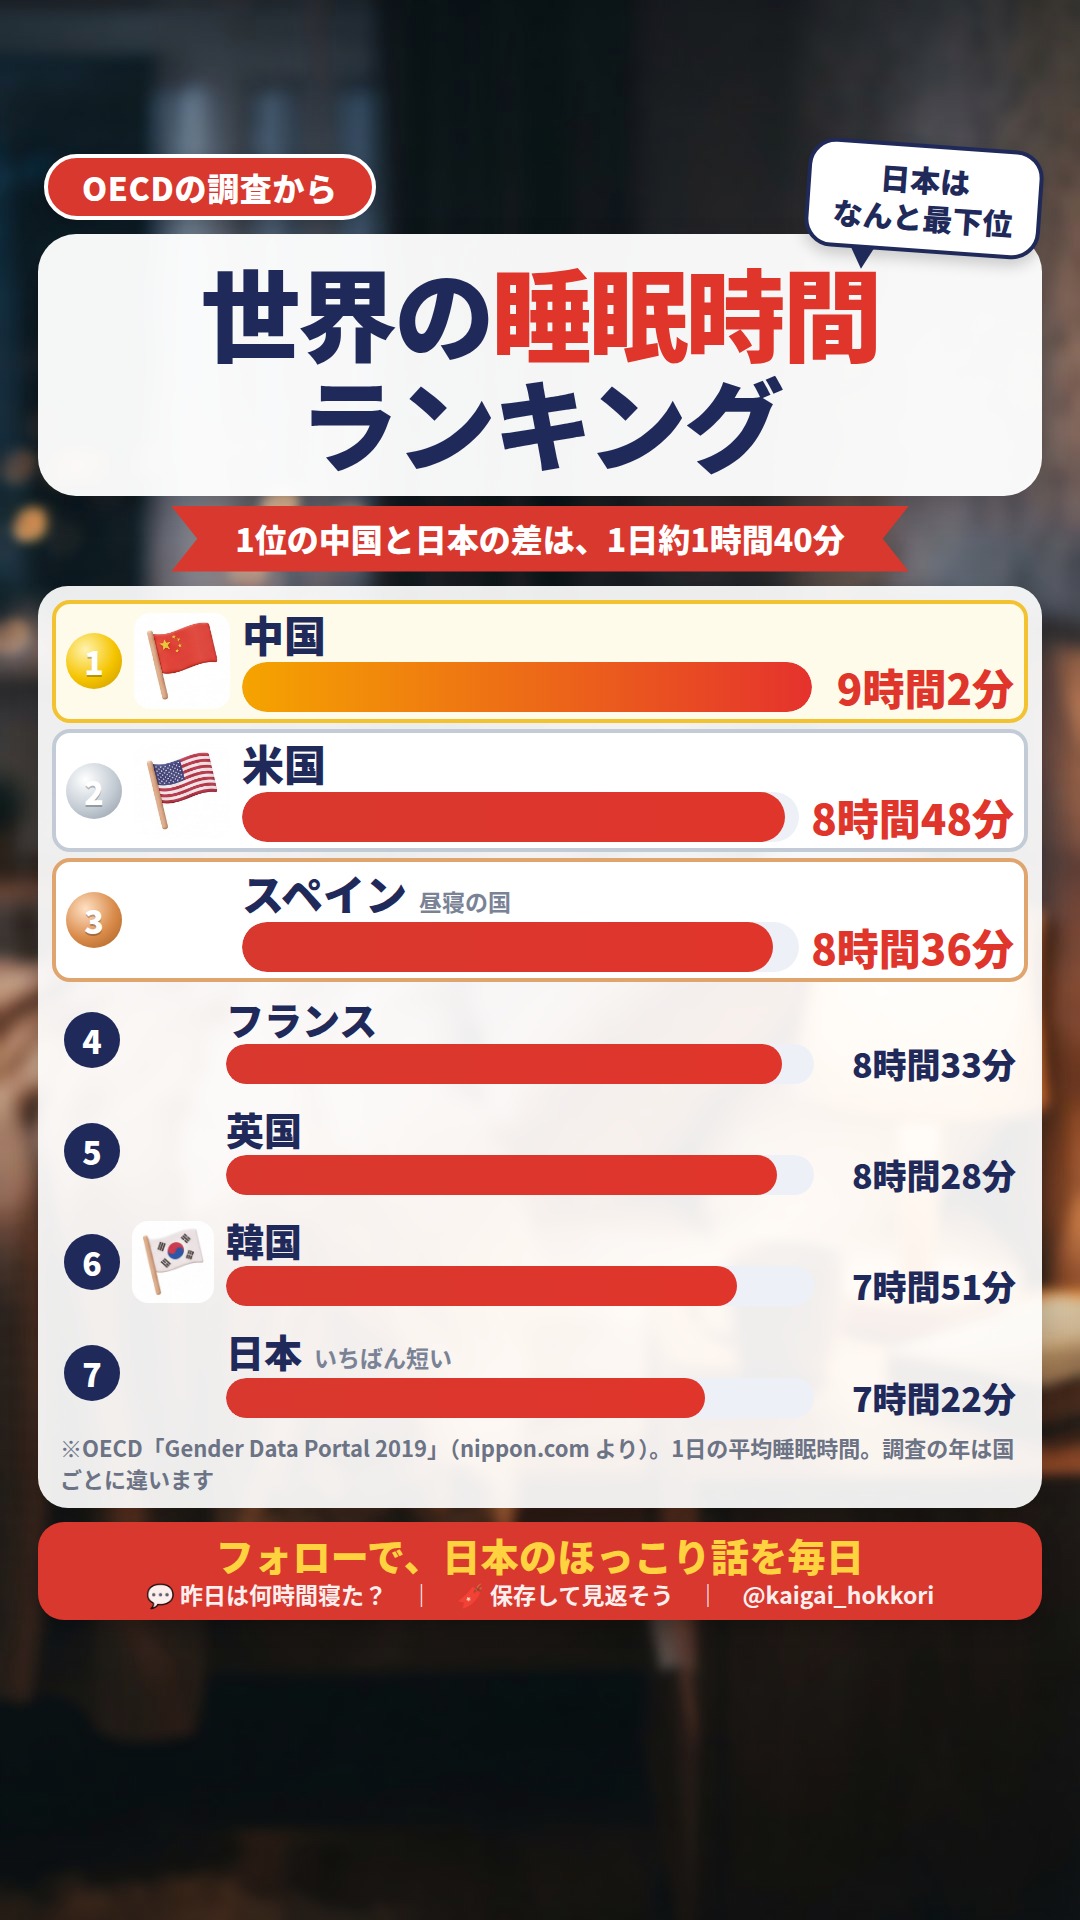 OECDの調査から
日本は
なんと最下位
世界の睡眠時間
ランキング
1位の中国と日本の差は、1日約1時間40分
1
中国
9時間2分
2
米国
8時間48分
3
スペイン 昼寝の国
8時間36分
4
フランス
8時間33分
5
英国
8時間28分
6
韓国
7時間51分
7
日本 いちばん短い
7時間22分
※OECD「Gender Data Portal 2019」（nippon.com より）。1日の平均睡眠時間。調査の年は国
ごとに違います
フォローで、日本のほっこり話を毎日
💬 昨日は何時間寝た？ ｜ 🔖 保存して見返そう ｜ @kaigai_hokkori